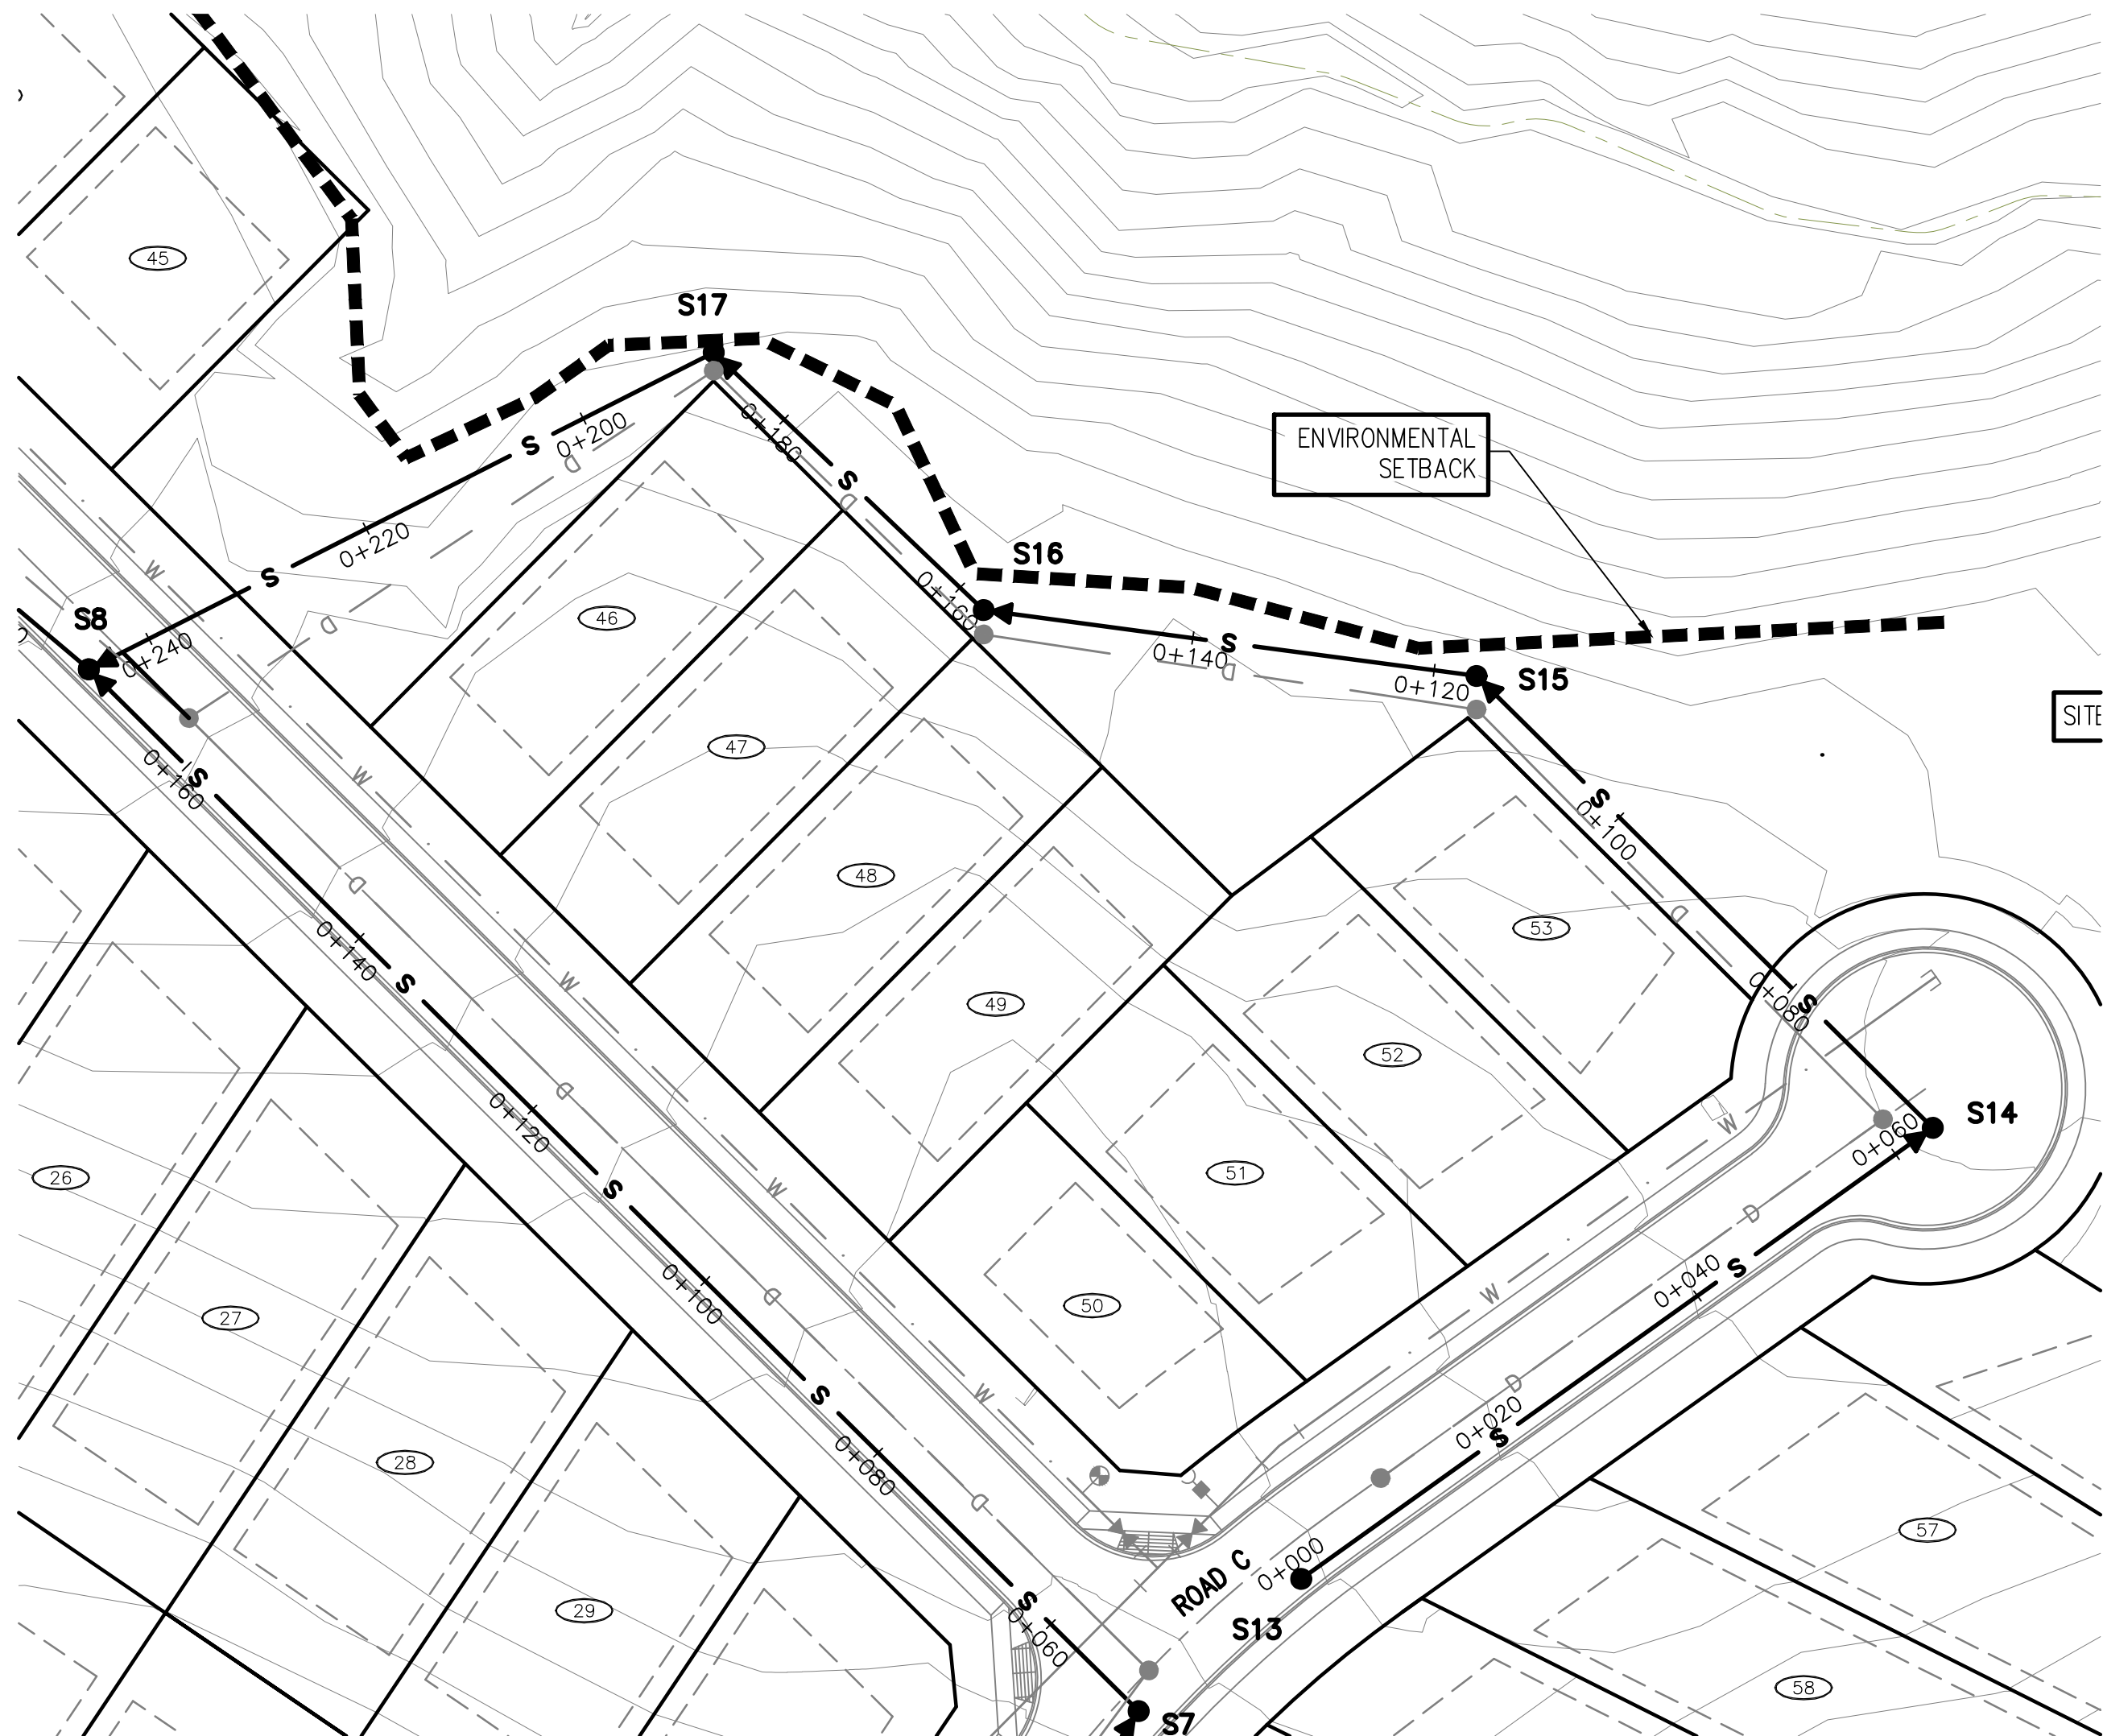 45
S17
0+180
0+200
S
S
ENVIRONMENTAL
SETBACK
D
D
0+220
S16
W
S
0+160
46
S8
D
0+240
S
0+140
D
0+120
S15
SITE
W
47
S
0+160
S
0+100
48
D
D
53
0+140
S
W
49
0+080
S
52
D
0+120
S14
W
W
0+060
51
26
S
D
S
0+040
D
0+100
W
50
27
S
W
D
0+020
S
28
0+080
D
57
ROAD C
0+000
S
29
S13
0+060
58
S7